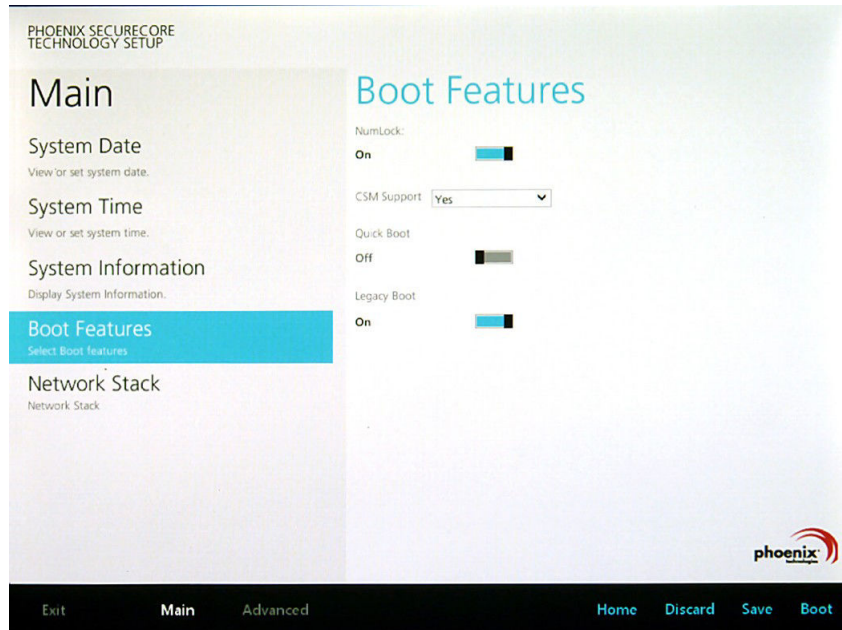 PHOENIX SECURECORE
TECHNOLOGY SETUP
Main
System Date
View or set system date.
System Time
View or set system time.
System Information
Display System Information.
Boot Features
Select Boot features
Network Stack
Network Stack
Boot Features
NumLock:
On
CSM Support Yes
Quick Boot
Off
Legacy Boot
On
phoenix
technologies
Exit Main Advanced Home Discard Save Boot